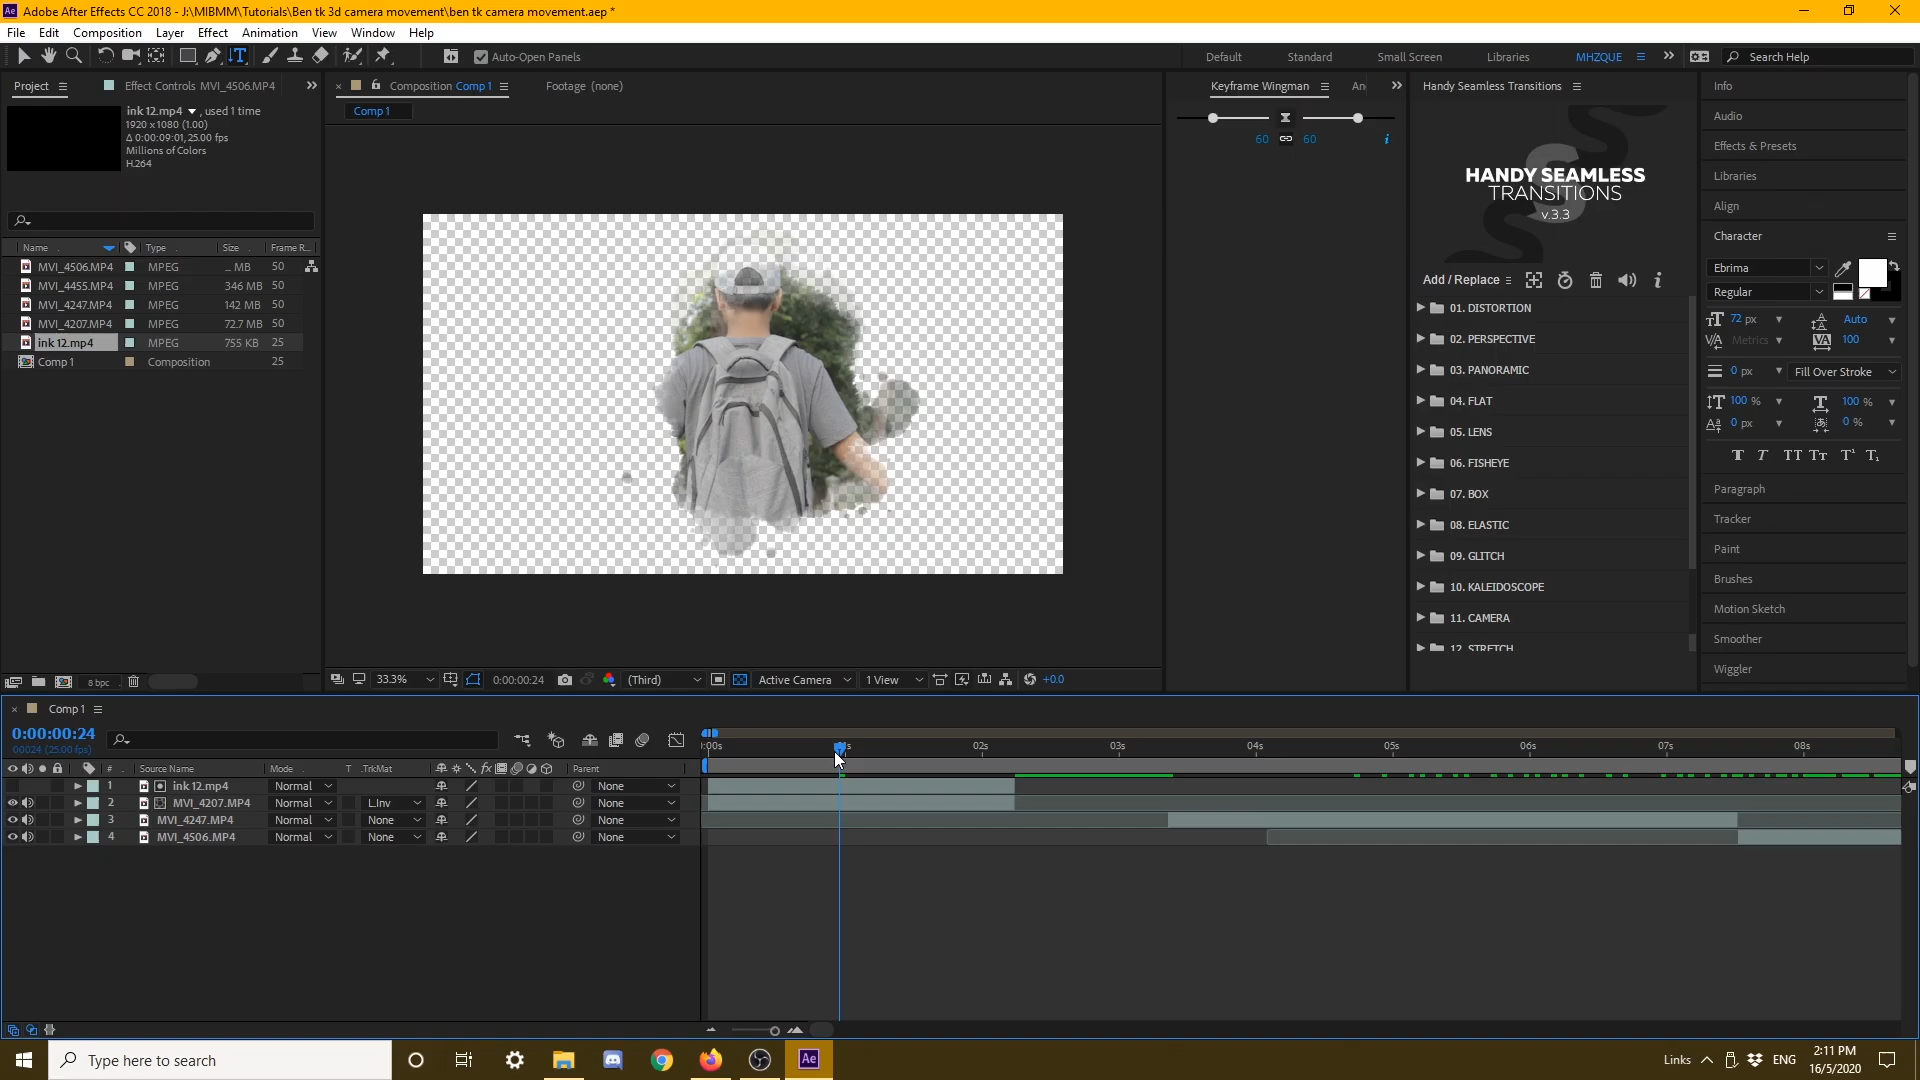 Adobe After Effects CC 2018 - J:\MIBMM\Tutorials\Ben tk 3d camera movement\ben tk camera movement.aep *
File Edit Composition Layer Effect Animation View Window Help
Auto-Open Panels
Default Standard Small Screen Libraries MHZQUE Search Help
Project Effect Controls MVI_4506.MP4 Composition Comp 1 Footage (none) Keyframe Wingman An Handy Seamless Transitions Info
Comp 1
ink 12.mp4 , used 1 time
1920 x 1080 (1.00)
Δ 0:00:09:01, 25.00 fps
Millions of Colors
H.264
60 60
HANDY SEAMLESS
TRANSITIONS
v.3.3
Audio
Effects & Presets
Libraries
Align
Character
Ebrima
Regular
72 px Auto
Metrics 100
0 px Fill Over Stroke
100 % 100 %
0 px 0 %
T T TT Tт T¹ T₁
Paragraph
Tracker
Paint
Brushes
Motion Sketch
Smoother
Wiggler
Name Type Size Frame R...
MVI_4506.MP4 MPEG ... MB 50
MVI_4455.MP4 MPEG 346 MB 50
MVI_4247.MP4 MPEG 142 MB 50
MVI_4207.MP4 MPEG 72.7 MB 50
ink 12.mp4 MPEG 755 KB 25
Comp 1 Composition 25
Add / Replace
01. DISTORTION
02. PERSPECTIVE
03. PANORAMIC
04. FLAT
05. LENS
06. FISHEYE
07. BOX
08. ELASTIC
09. GLITCH
10. KALEIDOSCOPE
11. CAMERA
12. STRETCH
8 bpc
33.3% 0:00:00:24 (Third) Active Camera 1 View +0.0
Comp 1
0:00:00:24
00024 (25.00 fps)
:00s 02s 03s 04s 05s 06s 07s 08s
# Source Name Mode T .TrkMat Parent
1 ink 12.mp4 Normal None
2 MVI_4207.MP4 Normal L.Inv None
3 MVI_4247.MP4 Normal None None
4 MVI_4506.MP4 Normal None None
Type here to search
Links ENG
2:11 PM
16/5/2020